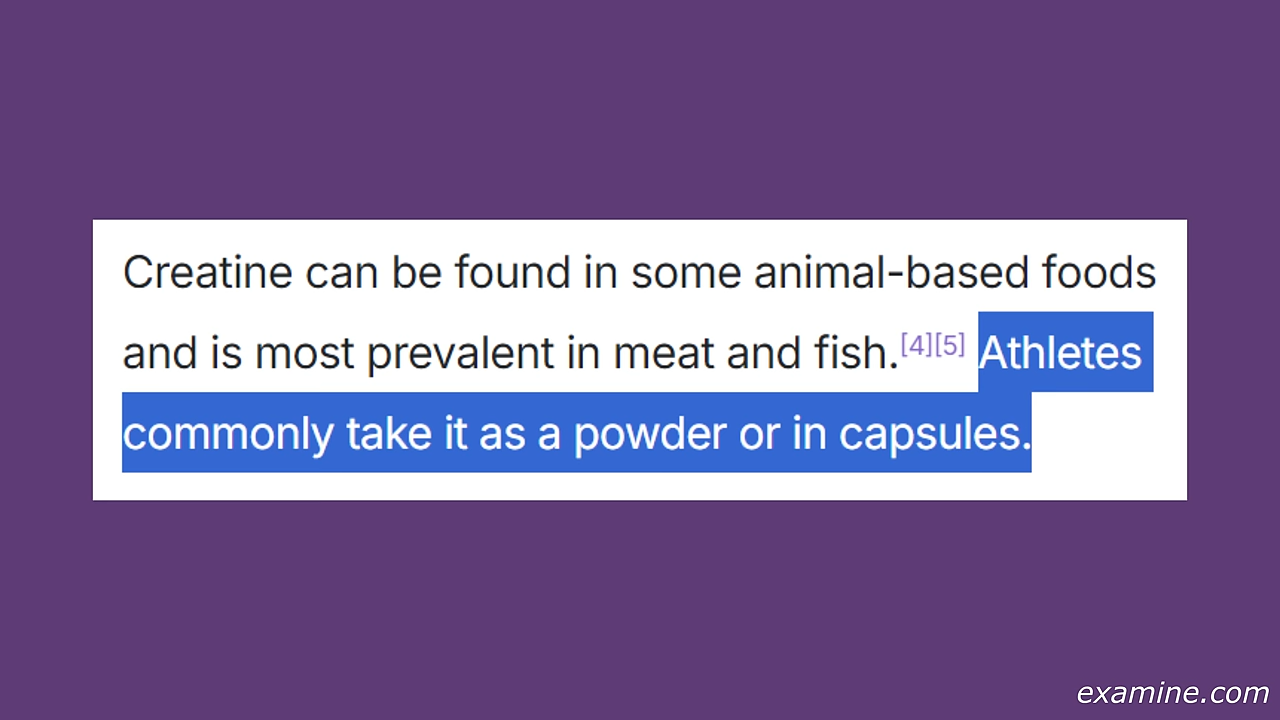 Creatine can be found in some animal-based foods
and is most prevalent in meat and fish.[4][5] Athletes
commonly take it as a powder or in capsules.
examine.com